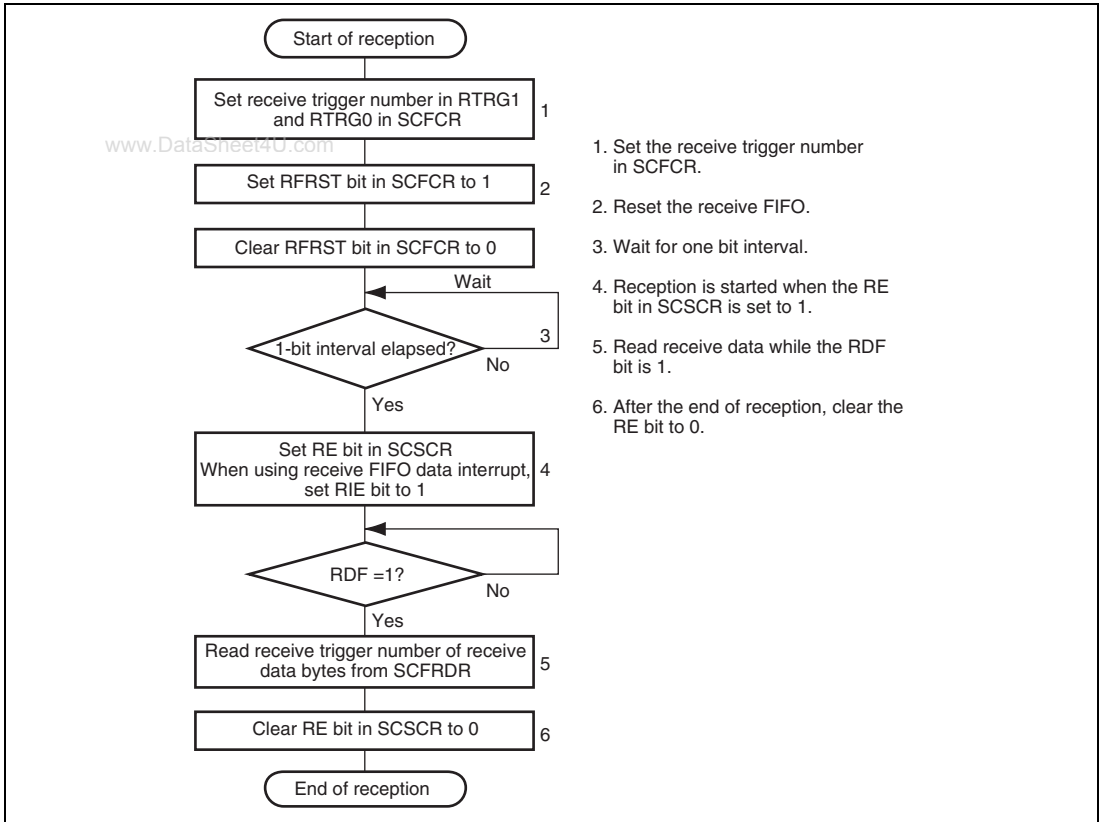 Start of reception
Set receive trigger number in RTRG1
and RTRG0 in SCFCR
1
www.DataSheet4U.com
Set RFRST bit in SCFCR to 1
2
Clear RFRST bit in SCFCR to 0
Wait
1-bit interval elapsed?
3
No
Yes
Set RE bit in SCSCR
When using receive FIFO data interrupt,
set RIE bit to 1
4
RDF =1?
No
Yes
Read receive trigger number of receive
data bytes from SCFRDR
5
Clear RE bit in SCSCR to 0
6
End of reception
1. Set the receive trigger number
in SCFCR.
2. Reset the receive FIFO.
3. Wait for one bit interval.
4. Reception is started when the RE
bit in SCSCR is set to 1.
5. Read receive data while the RDF
bit is 1.
6. After the end of reception, clear the
RE bit to 0.